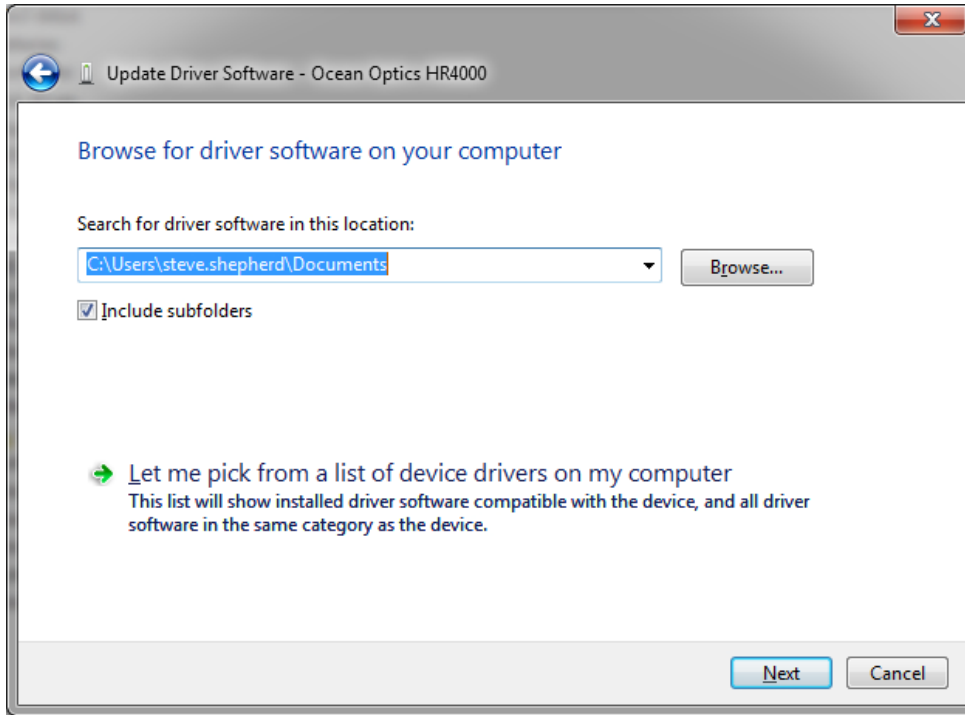 Update Driver Software - Ocean Optics HR4000
Browse for driver software on your computer
Search for driver software in this location:
C:\Users\steve.shepherd\Documents
Browse...
Include subfolders
Let me pick from a list of device drivers on my computer
This list will show installed driver software compatible with the device, and all driver
software in the same category as the device.
Next
Cancel